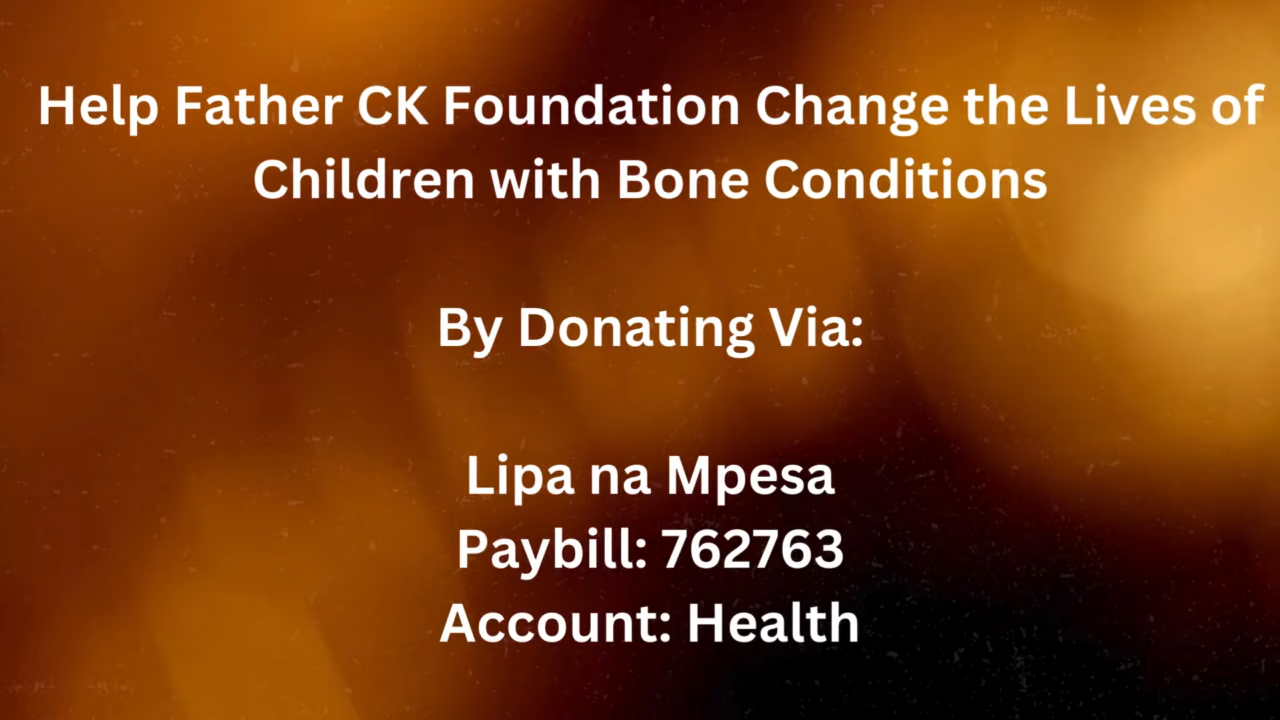 Help Father CK Foundation Change the Lives of
Children with Bone Conditions
By Donating Via:
Lipa na Mpesa
Paybill: 762763
Account: Health